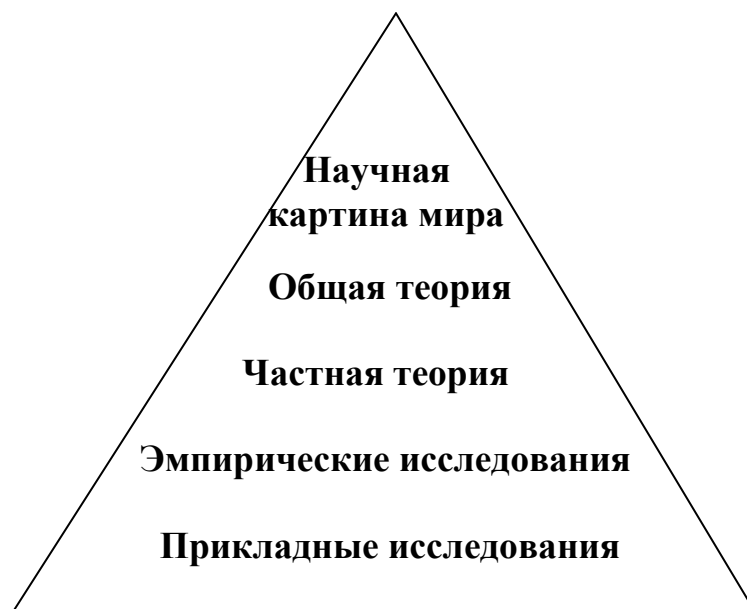 Научная
картина мира
Общая теория
Частная теория
Эмпирические исследования
Прикладные исследования